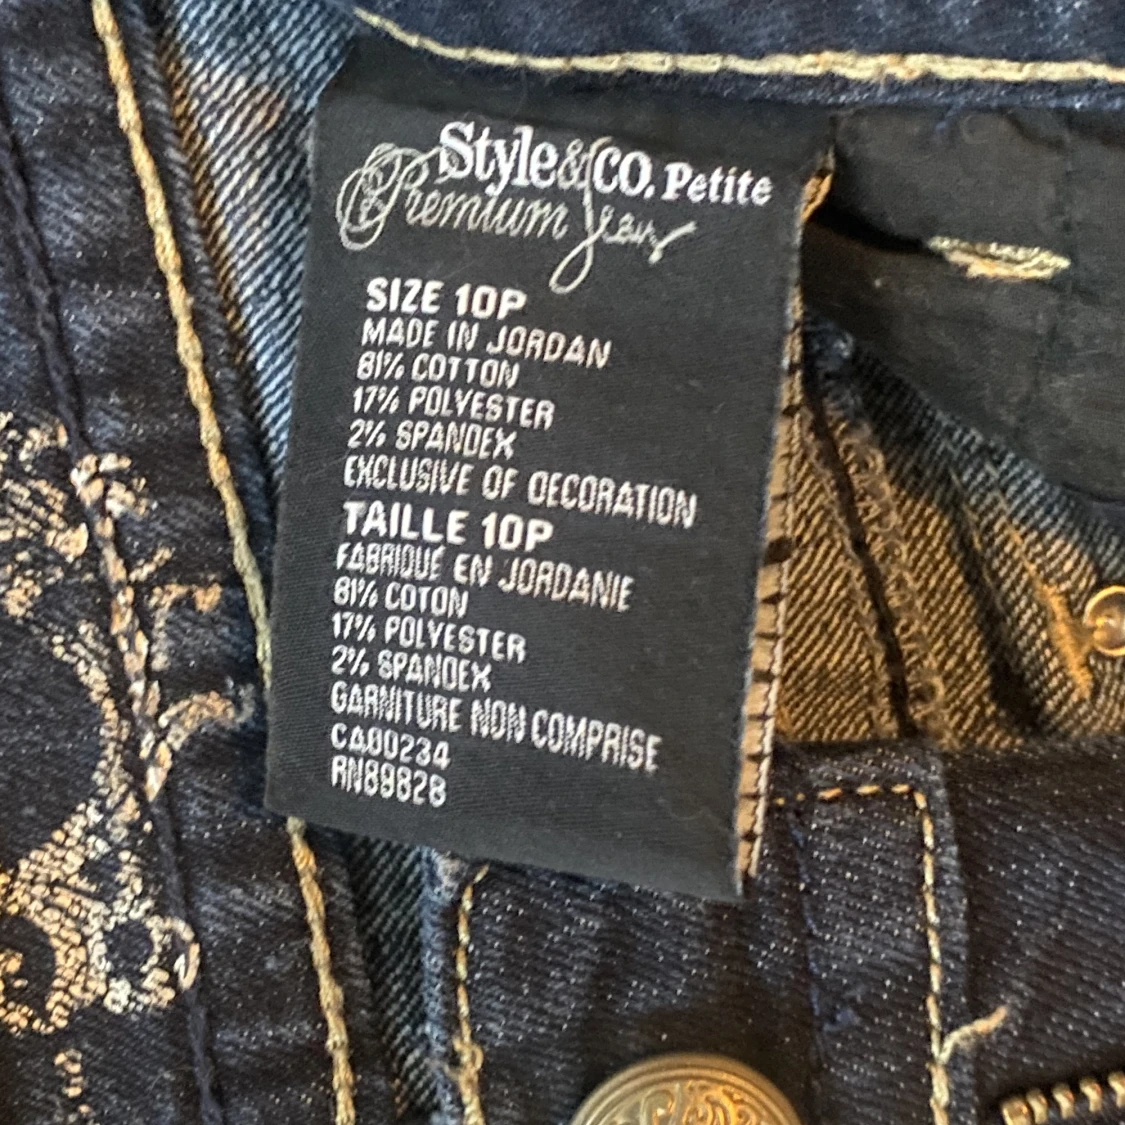 Style&CO. Petite
Premium Jean
SIZE 10P
MADE IN JORDAN
81% COTTON
17% POLYESTER
2% SPANDEX
EXCLUSIVE OF DECORATION
TAILLE 10P
FABRIQUÉ EN JORDANIE
81% COTON
17% POLYESTER
2% SPANDEX
GARNITURE NON COMPRISE
CA00234
RN89828